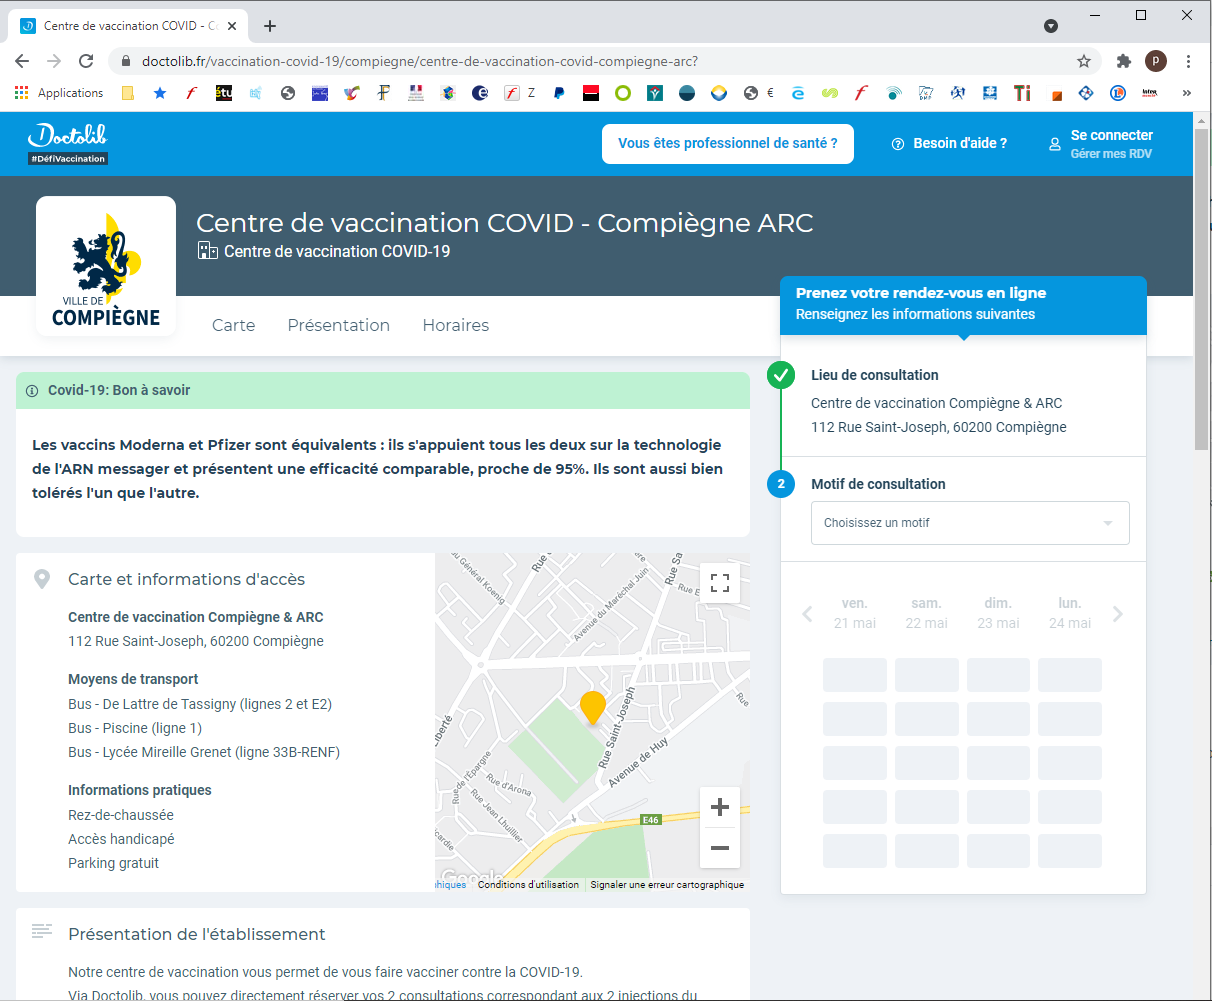 Centre de vaccination COVID - Co
doctolib.fr/vaccination-covid-19/compiegne/centre-de-vaccination-covid-compiegne-arc?
p
Applications
étu
Z
€
Ti
»
Doctolib
#DéfiVaccination
Vous êtes professionnel de santé ?
Besoin d'aide ?
Se connecter
Gérer mes RDV
VILLE DE
COMPIÈGNE
Centre de vaccination COVID - Compiègne ARC
Centre de vaccination COVID-19
Carte
Présentation
Horaires
Prenez votre rendez-vous en ligne
Renseignez les informations suivantes
Covid-19: Bon à savoir
Les vaccins Moderna et Pfizer sont équivalents : ils s'appuient tous les deux sur la technologie
de l'ARN messager et présentent une efficacité comparable, proche de 95%. Ils sont aussi bien
tolérés l'un que l'autre.
Lieu de consultation
Centre de vaccination Compiègne & ARC
112 Rue Saint-Joseph, 60200 Compiègne
2
Motif de consultation
Choisissez un motif
ven.
21 mai
sam.
22 mai
dim.
23 mai
lun.
24 mai
Carte et informations d'accès
Centre de vaccination Compiègne & ARC
112 Rue Saint-Joseph, 60200 Compiègne
Moyens de transport
Bus - De Lattre de Tassigny (lignes 2 et E2)
Bus - Piscine (ligne 1)
Bus - Lycée Mireille Grenet (ligne 33B-RENF)
Informations pratiques
Rez-de-chaussée
Accès handicapé
Parking gratuit
du Général Koenig
Rue
Rue Sa
Avenue du Maréchal Juin
Rue E
Rue Saint-Joseph
Rue
Avenue de Huy
iberté
Rue de l'Épargne
Rue d'Arona
Rue Jean Lhuillier
icardie
E46
Google
hiques
Conditions d'utilisation
Signaler une erreur cartographique
Présentation de l'établissement
Notre centre de vaccination vous permet de vous faire vacciner contre la COVID-19.
Via Doctolib, vous pouvez directement réserver vos 2 consultations correspondant aux 2 injections du